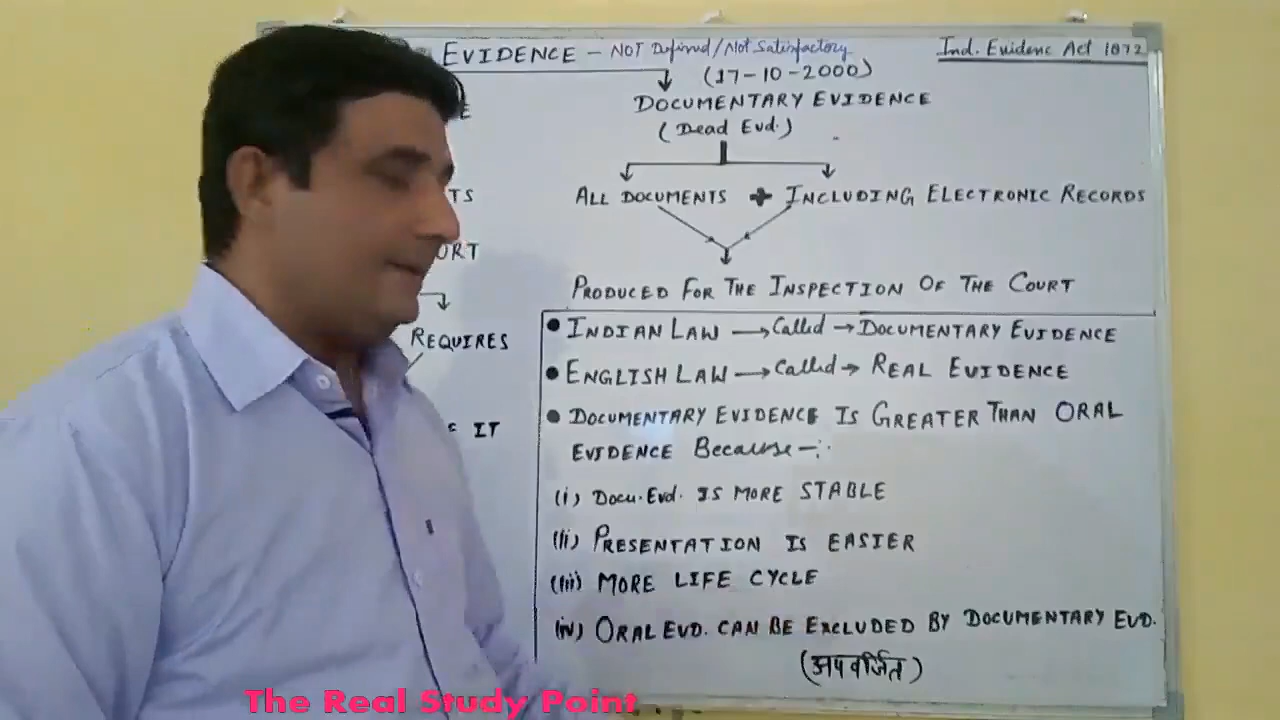 EVIDENCE – NOT Defined/Not Satisfactory
Ind. Evidenc Act 1872
(17-10-2000)
DOCUMENTARY EVIDENCE
(Dead Evd.)
ALL DOCUMENTS + INCLUDING ELECTRONIC RECORDS
PRODUCED FOR THE INSPECTION OF THE COURT
REQUIRES
IT
• INDIAN LAW → Called → DOCUMENTARY EVIDENCE
• ENGLISH LAW → Called → REAL EVIDENCE
• DOCUMENTARY EVIDENCE IS GREATER THAN ORAL
EVIDENCE Because –:
(i) Docu. Evd. IS MORE STABLE
(ii) PRESENTATION IS EASIER
(iii) MORE LIFE CYCLE
(iv) ORAL EVD. CAN BE EXCLUDED BY DOCUMENTARY EVD.
(अपवर्जित)
The Real Study Point